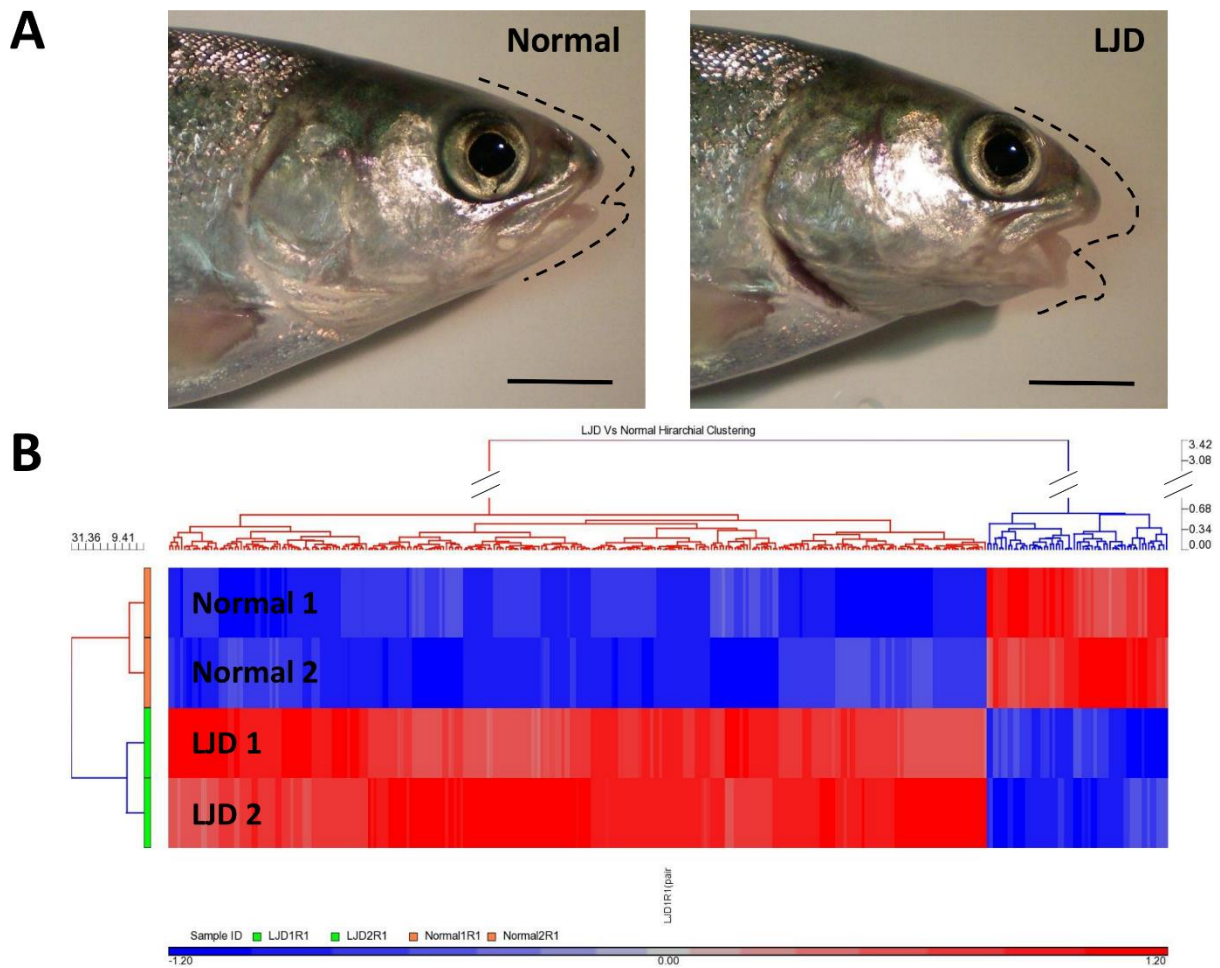 A
Normal
LJD
B
LJD Vs Normal Hirarchial Clustering
3.42
3.08
0.68
0.34
0.00
31.36 9.41
Normal 1
Normal 2
LJD 1
LJD 2
LJD1R1(pair
Sample ID LJD1R1 LJD2R1 Normal1R1 Normal2R1
-1.20 0.00 1.20